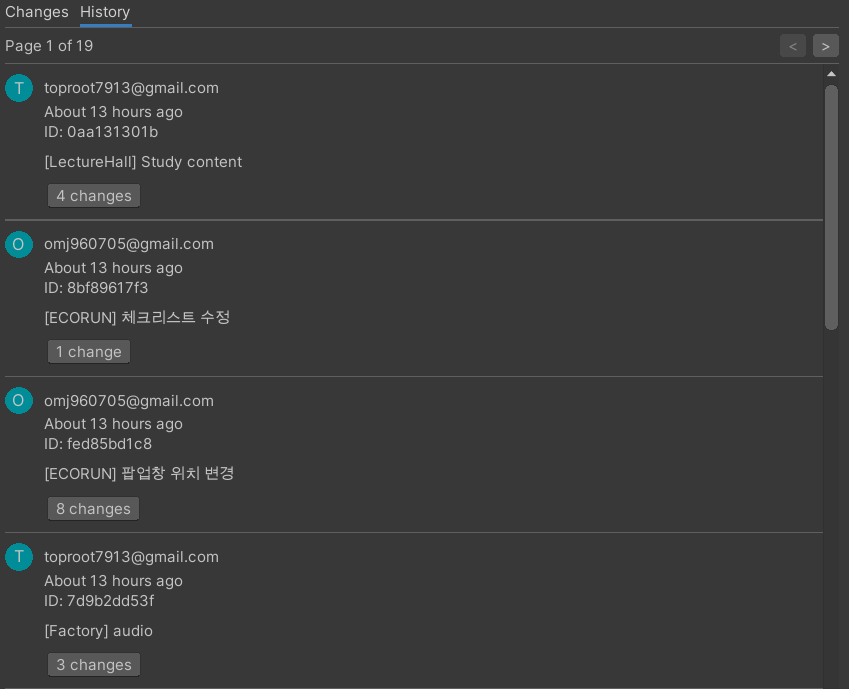 Changes History
Page 1 of 19
< >
T toproot7913@gmail.com
About 13 hours ago
ID: 0aa131301b
[LectureHall] Study content
4 changes
O omj960705@gmail.com
About 13 hours ago
ID: 8bf89617f3
[ECORUN] 체크리스트 수정
1 change
O omj960705@gmail.com
About 13 hours ago
ID: fed85bd1c8
[ECORUN] 팝업창 위치 변경
8 changes
T toproot7913@gmail.com
About 13 hours ago
ID: 7d9b2dd53f
[Factory] audio
3 changes